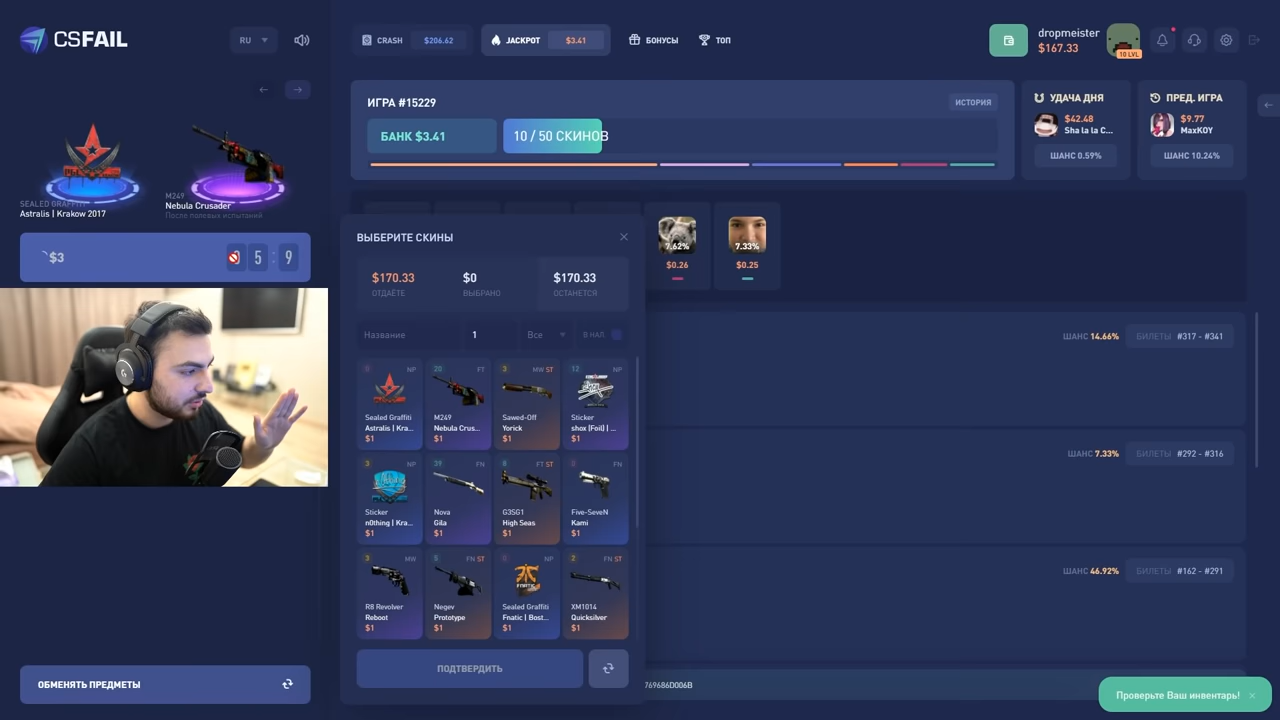 CSFAIL
RU
CRASH
$206.62
JACKPOT
$3.41
БОНУСЫ
ТОП
dropmeister
$167.33
10 LVL
ИГРА #15229
ИСТОРИЯ
БАНК $3.41
10 / 50 СКИНОВ
УДАЧА ДНЯ
$42.48
Sha la la C...
ШАНС 0.59%
ПРЕД. ИГРА
$9.77
MaxKOY
ШАНС 10.24%
SEALED GRAFFITI
Astralis | Krakow 2017
M249
Nebula Crusader
После полевых испытаний
~$3
5 : 9
ВЫБЕРИТЕ СКИНЫ
$170.33
ОТДАЁТЕ
$0
ВЫБРАНО
$170.33
ОСТАНЕТСЯ
Название
1
Все
В НАЛ.
0 NP
Sealed Graffiti
Astralis | Kra...
$1
20 FT
M249
Nebula Crus...
$1
3 MW ST
Sawed-Off
Yorick
$1
12 NP
Sticker
shox (Foil) | ...
$1
3 NP
Sticker
n0thing | Kra...
$1
39 FN
Nova
Gila
$1
8 FT ST
G3SG1
High Seas
$1
FN
Five-SeveN
Kami
$1
3 MW
R8 Revolver
Reboot
$1
5 FN ST
Negev
Prototype
$1
0 NP
FNATIC
Sealed Graffiti
Fnatic | Bost...
$1
2 FN ST
XM1014
Quicksilver
$1
ПОДТВЕРДИТЬ
7.62%
$0.26
7.33%
$0.25
ШАНС 14.66%
БИЛЕТЫ #317 - #341
ШАНС 7.33%
БИЛЕТЫ #292 - #316
ШАНС 46.92%
БИЛЕТЫ #162 - #291
769686D006B
ОБМЕНЯТЬ ПРЕДМЕТЫ
Проверьте Ваш инвентарь!